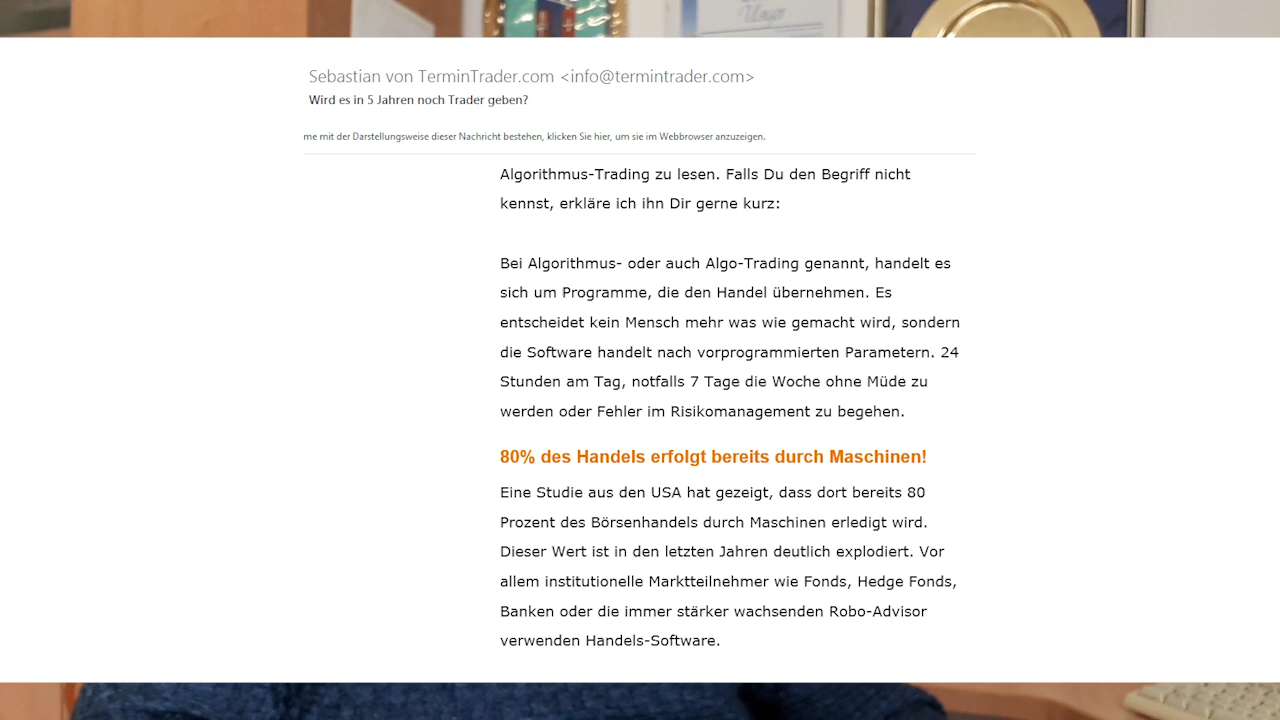 Sebastian von TerminTrader.com <info@termintrader.com>
Wird es in 5 Jahren noch Trader geben?
me mit der Darstellungsweise dieser Nachricht bestehen, klicken Sie hier, um sie im Webbrowser anzuzeigen.
Algorithmus-Trading zu lesen. Falls Du den Begriff nicht
kennst, erkläre ich ihn Dir gerne kurz:
Bei Algorithmus- oder auch Algo-Trading genannt, handelt es
sich um Programme, die den Handel übernehmen. Es
entscheidet kein Mensch mehr was wie gemacht wird, sondern
die Software handelt nach vorprogrammierten Parametern. 24
Stunden am Tag, notfalls 7 Tage die Woche ohne Müde zu
werden oder Fehler im Risikomanagement zu begehen.
80% des Handels erfolgt bereits durch Maschinen!
Eine Studie aus den USA hat gezeigt, dass dort bereits 80
Prozent des Börsenhandels durch Maschinen erledigt wird.
Dieser Wert ist in den letzten Jahren deutlich explodiert. Vor
allem institutionelle Marktteilnehmer wie Fonds, Hedge Fonds,
Banken oder die immer stärker wachsenden Robo-Advisor
verwenden Handels-Software.